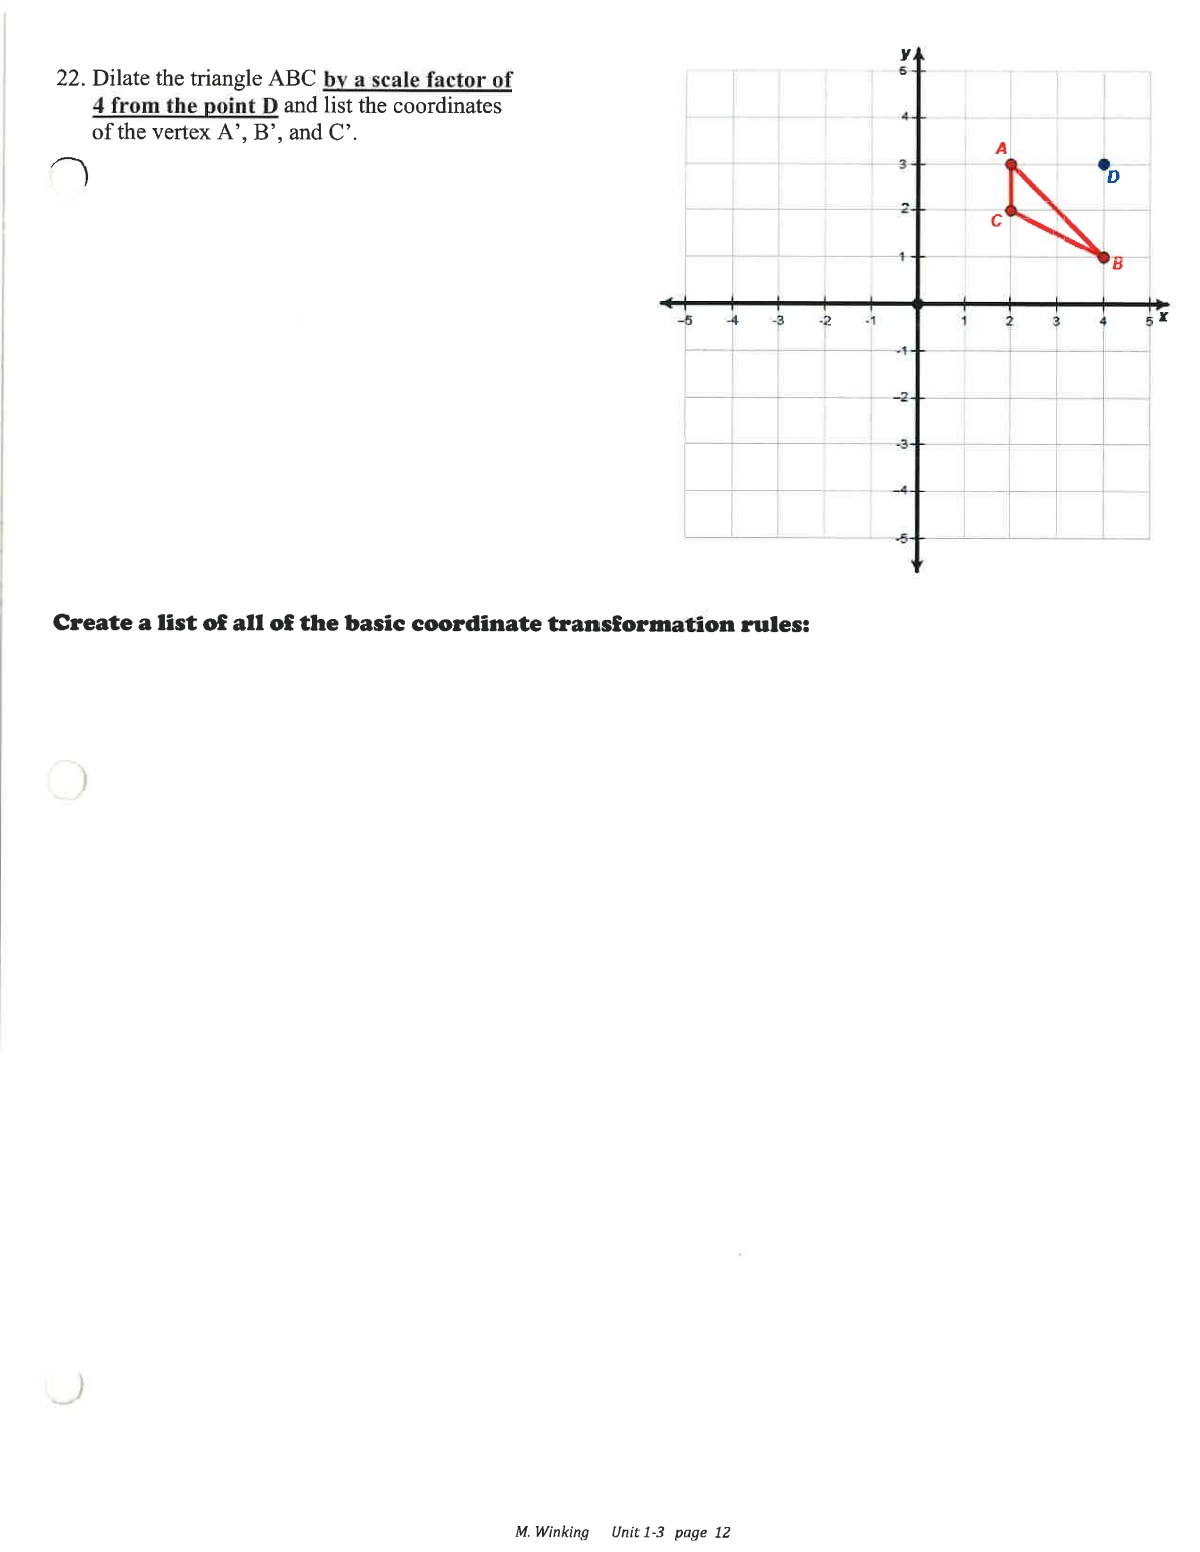 22. Dilate the triangle ABC by a scale factor of
4 from the point D and list the coordinates
of the vertex A’, B’, and C’.
y
5
4
3
2
1
A
D
C
B
-5 -4 -3 -2 -1 1 2 3 4 5 x
-1
-2
-3
-4
-5
Create a list of all of the basic coordinate transformation rules:
M. Winking Unit 1-3 page 12